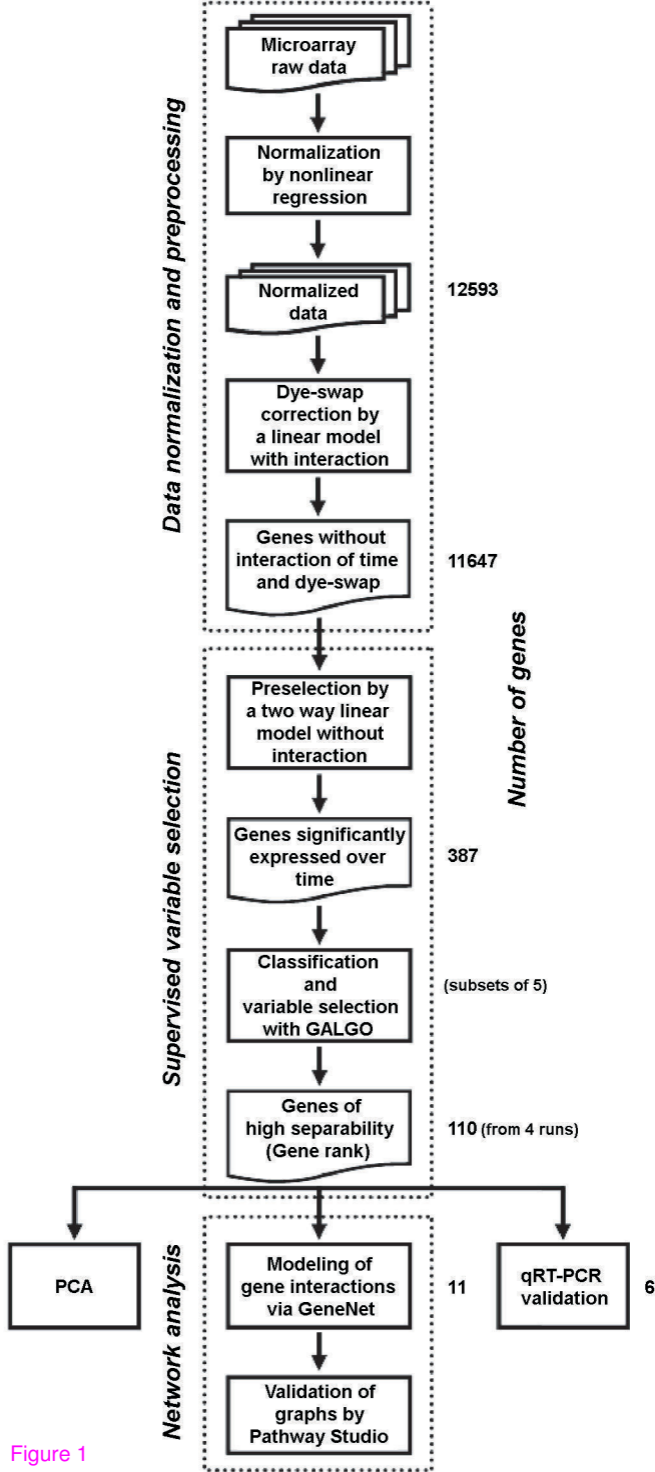 Microarray
raw data
Data normalization and preprocessing
Normalization
by nonlinear
regression
Normalized
data
12593
Dye-swap
correction by
a linear model
with interaction
Genes without
interaction of time
and dye-swap
11647
Number of genes
Supervised variable selection
Preselection by
a two way linear
model without
interaction
Genes significantly
expressed over
time
387
Classification
and
variable selection
with GALGO
(subsets of 5)
Genes of
high separability
(Gene rank)
110 (from 4 runs)
PCA
Network analysis
Modeling of
gene interactions
via GeneNet
11
qRT-PCR
validation
6
Validation of
graphs by
Pathway Studio
Figure 1